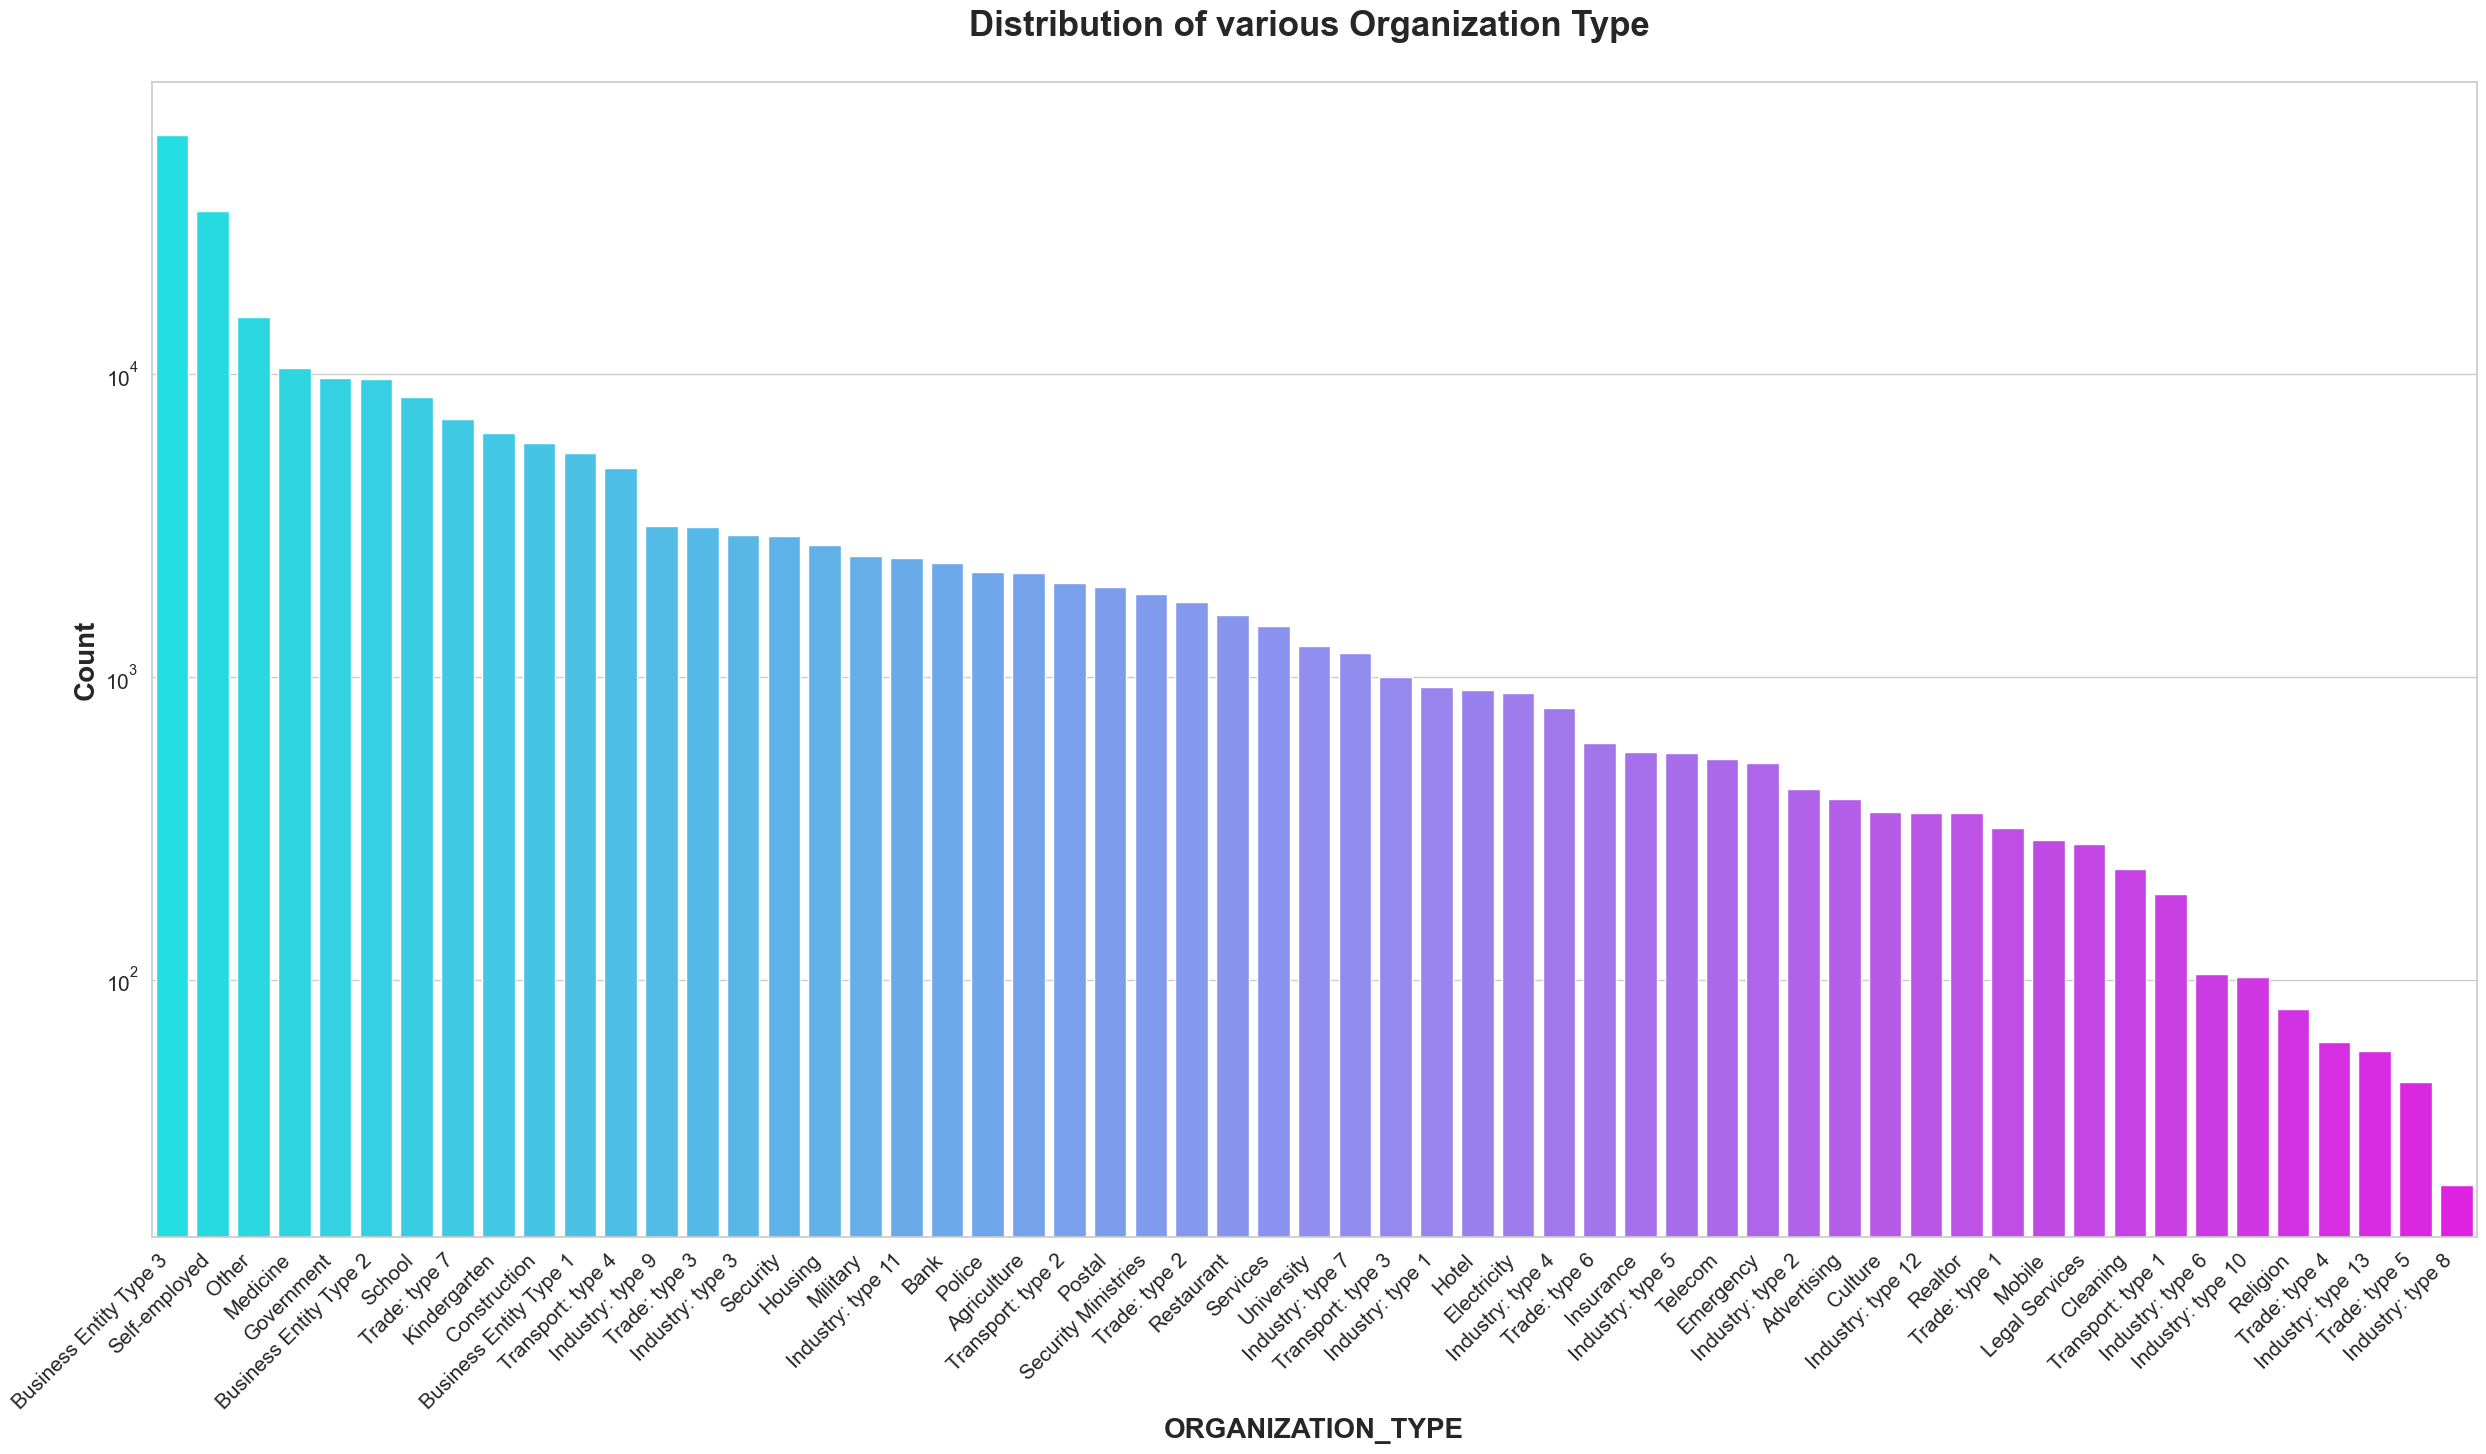 Distribution of various Organization Type
Count
10^4
10^3
10^2
Business Entity Type 3
Self-employed
Other
Medicine
Government
Business Entity Type 2
School
Trade: type 7
Kindergarten
Construction
Business Entity Type 1
Transport: type 4
Industry: type 9
Trade: type 3
Industry: type 3
Security
Housing
Military
Industry: type 11
Bank
Police
Agriculture
Transport: type 2
Postal
Security Ministries
Trade: type 2
Restaurant
Services
University
Industry: type 7
Transport: type 3
Industry: type 1
Hotel
Electricity
Industry: type 4
Trade: type 6
Insurance
Industry: type 5
Telecom
Emergency
Industry: type 2
Advertising
Culture
Industry: type 12
Realtor
Trade: type 1
Mobile
Legal Services
Cleaning
Transport: type 1
Industry: type 6
Industry: type 10
Religion
Trade: type 4
Industry: type 13
Trade: type 5
Industry: type 8
ORGANIZATION_TYPE